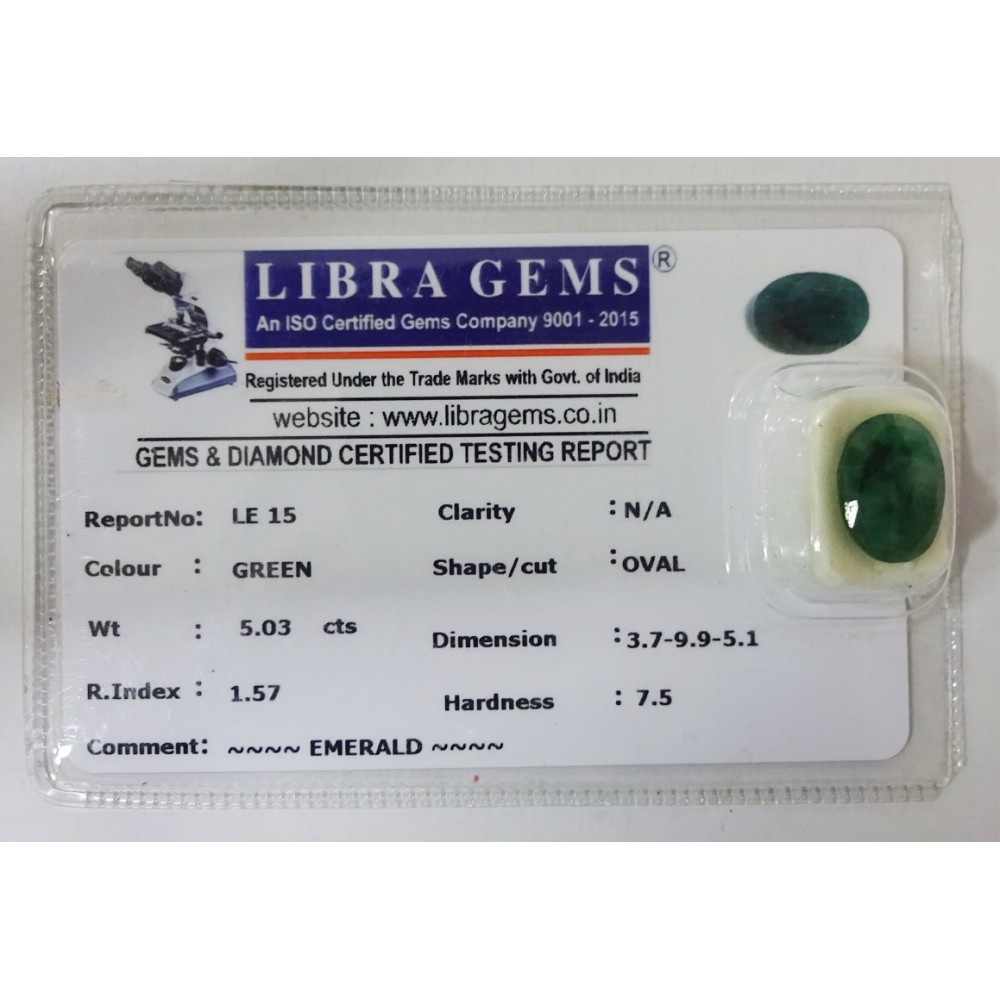 LIBRA GEMS ®
An ISO Certified Gems Company 9001 - 2015
Registered Under the Trade Marks with Govt. of India
website : www.libragems.co.in
GEMS & DIAMOND CERTIFIED TESTING REPORT
ReportNo: LE 15 Clarity : N/A
Colour : GREEN Shape/cut : OVAL
Wt : 5.03 cts Dimension : 3.7-9.9-5.1
R.Index : 1.57 Hardness : 7.5
Comment: ~~~~ EMERALD ~~~~